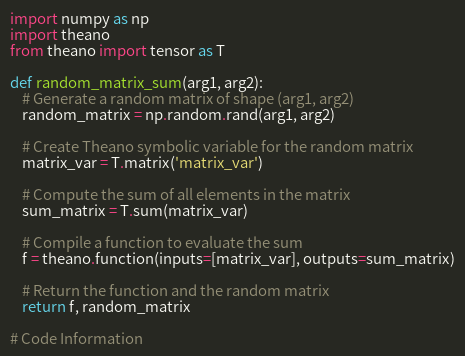 import numpy as np
import theano
from theano import tensor as T
def random_matrix_sum(arg1, arg2):
# Generate a random matrix of shape (arg1, arg2)
random_matrix = np.random.rand(arg1, arg2)
# Create Theano symbolic variable for the random matrix
matrix_var = T.matrix('matrix_var')
# Compute the sum of all elements in the matrix
sum_matrix = T.sum(matrix_var)
# Compile a function to evaluate the sum
f = theano.function(inputs=[matrix_var], outputs=sum_matrix)
# Return the function and the random matrix
return f, random_matrix
# Code Information